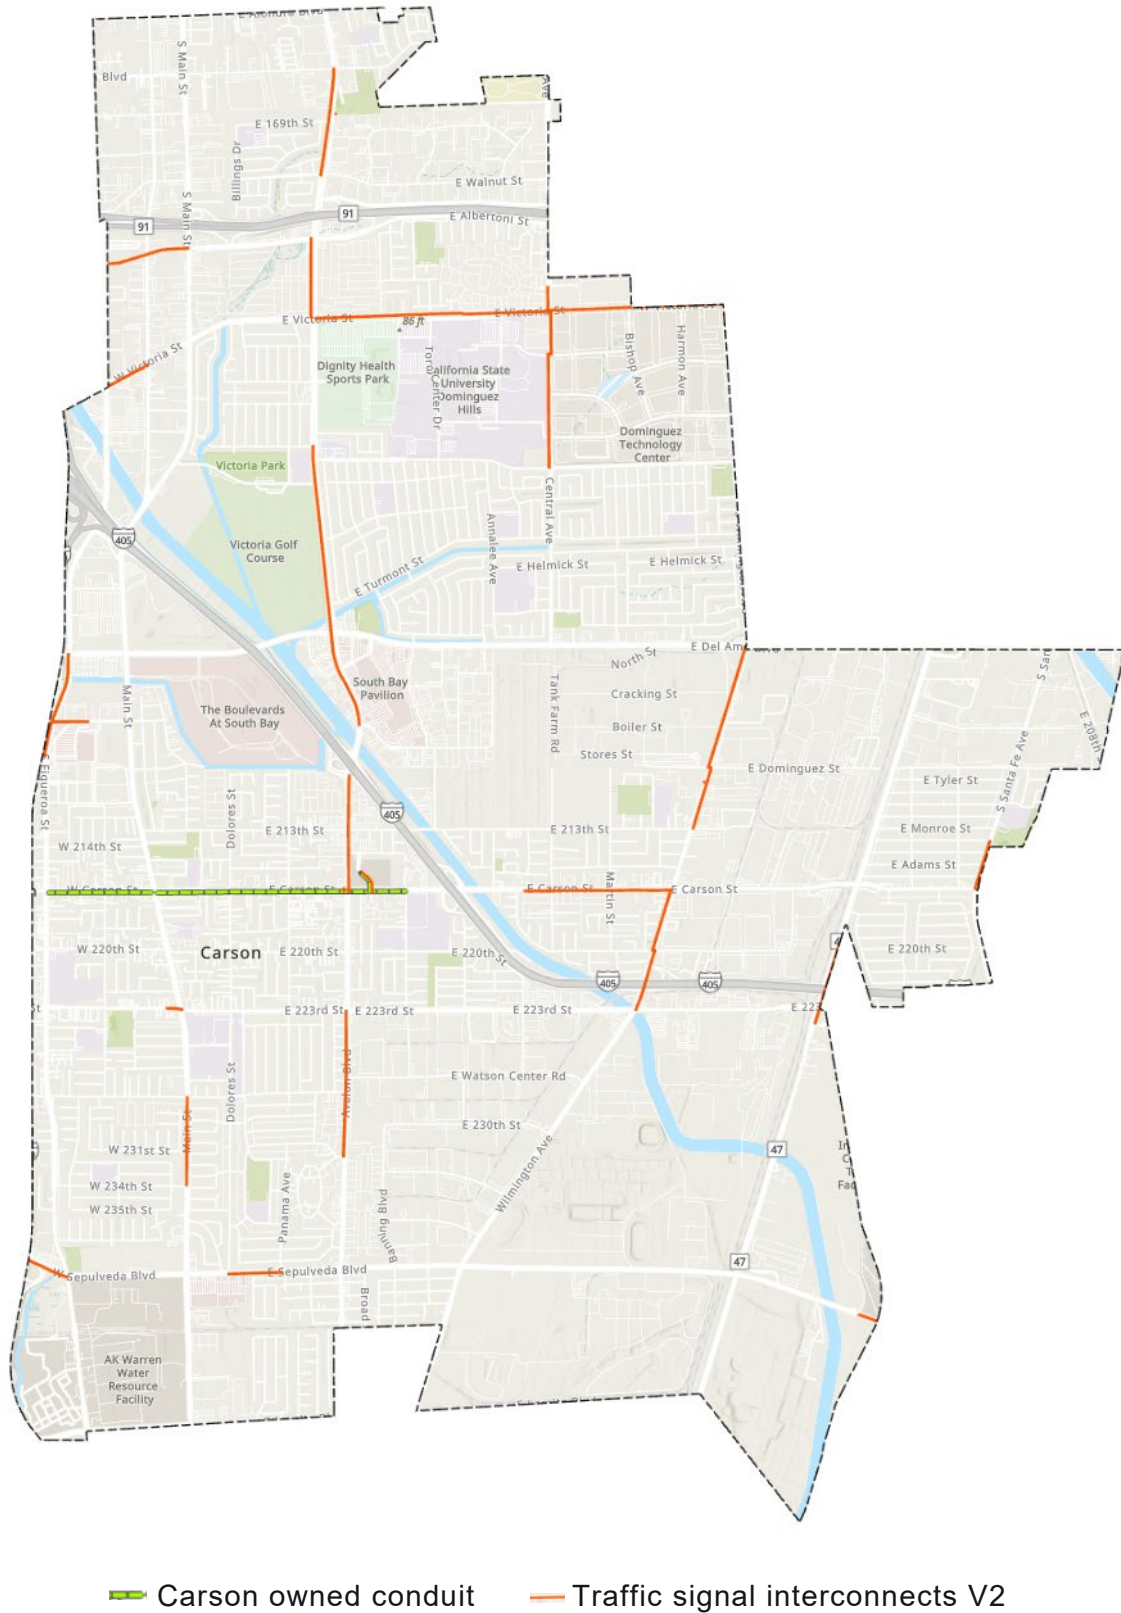 S Main St
Blvd
E 169th St
Billings Dr
E Walnut St
S Main St
91
91
E Albertoni St
E Victoria St
E Victoria St
86 ft
W Victoria St
Dignity Health
Sports Park
Toro Center Dr
California State
University
Dominguez
Hills
Bishop Ave
Harmon Ave
Dominguez
Technology
Center
Victoria Park
Central Ave
Annalee Ave
405
Victoria Golf
Course
E Turmont St
E Helmick St
E Helmick St
North St
E Del Amo Blvd
South Bay
Pavilion
Main St
The Boulevards
At South Bay
Tank Farm Rd
Cracking St
Boiler St
Stores St
E Dominguez St
S Santa Fe Ave
E 208th
E Tyler St
S Figueroa St
Dolores St
405
E 213th St
E 213th St
E Monroe St
W 214th St
E Adams St
W Carson St
E Carson St
E Carson St
E Carson St
Martin St
W 220th St
Carson
E 220th St
E 220th St
E 220th St
405
405
E 223rd St
E 223rd St
E 223rd St
E 223
Dolores St
Avalon Blvd
E Watson Center Rd
Main St
E 230th St
W 231st St
47
Wilmington Ave
W 234th St
W 235th St
Panama Ave
Banning Blvd
W Sepulveda Blvd
E Sepulveda Blvd
47
Broad
AK Warren
Water
Resource
Facility
Carson owned conduit
Traffic signal interconnects V2